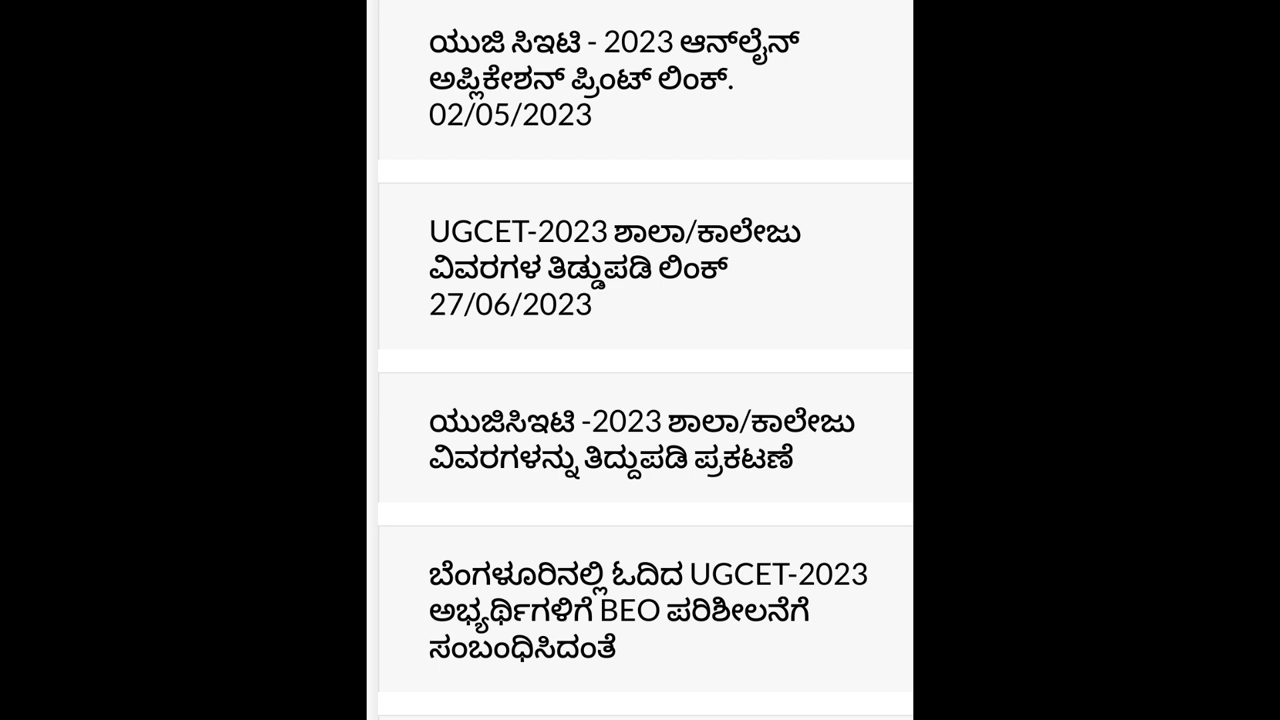 ಯುಜಿ ಸಿಇಟಿ - 2023 ಆನ್‌ಲೈನ್
ಅಪ್ಲಿಕೇಶನ್ ಪ್ರಿಂಟ್ ಲಿಂಕ್.
02/05/2023
UGCET-2023 ಶಾಲಾ/ಕಾಲೇಜು
ವಿವರಗಳ ತಿಡ್ಡುಪಡಿ ಲಿಂಕ್
27/06/2023
ಯುಜಿಸಿಇಟಿ -2023 ಶಾಲಾ/ಕಾಲೇಜು
ವಿವರಗಳನ್ನು ತಿದ್ದುಪಡಿ ಪ್ರಕಟಣೆ
ಬೆಂಗಳೂರಿನಲ್ಲಿ ಓದಿದ UGCET-2023
ಅಭ್ಯರ್ಥಿಗಳಿಗೆ BEO ಪರಿಶೀಲನೆಗೆ
ಸಂಬಂಧಿಸಿದಂತೆ